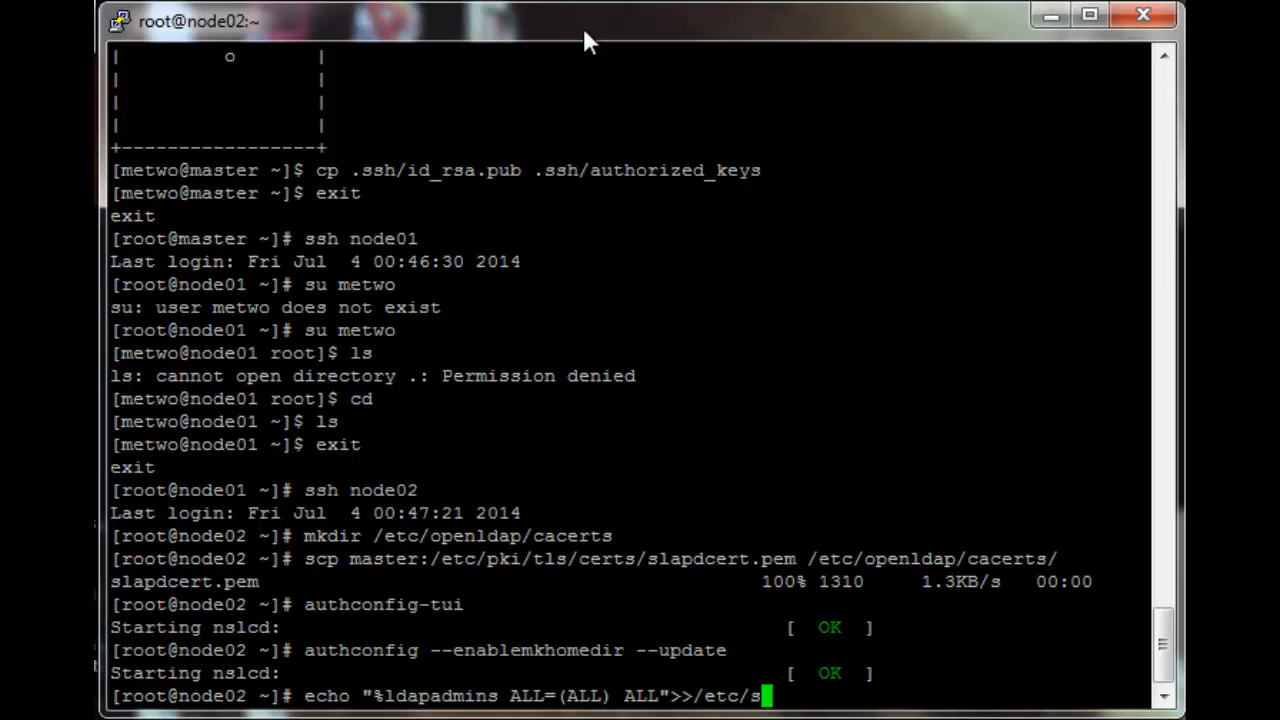 root@node02:~
|          o        |
|                   |
|                   |
|                   |
+-----------------+
[metwo@master ~]$ cp .ssh/id_rsa.pub .ssh/authorized_keys
[metwo@master ~]$ exit
exit
[root@master ~]# ssh node01
Last login: Fri Jul  4 00:46:30 2014
[root@node01 ~]# su metwo
su: user metwo does not exist
[root@node01 ~]# su metwo
[metwo@node01 root]$ ls
ls: cannot open directory .: Permission denied
[metwo@node01 root]$ cd
[metwo@node01 ~]$ ls
[metwo@node01 ~]$ exit
exit
[root@node01 ~]# ssh node02
Last login: Fri Jul  4 00:47:21 2014
[root@node02 ~]# mkdir /etc/openldap/cacerts
[root@node02 ~]# scp master:/etc/pki/tls/certs/slapdcert.pem /etc/openldap/cacerts/
slapdcert.pem 100% 1310 1.3KB/s 00:00
[root@node02 ~]# authconfig-tui
Starting nslcd: [  OK  ]
[root@node02 ~]# authconfig --enablemkhomedir --update
Starting nslcd: [  OK  ]
[root@node02 ~]# echo "%ldapadmins ALL=(ALL) ALL">>/etc/s